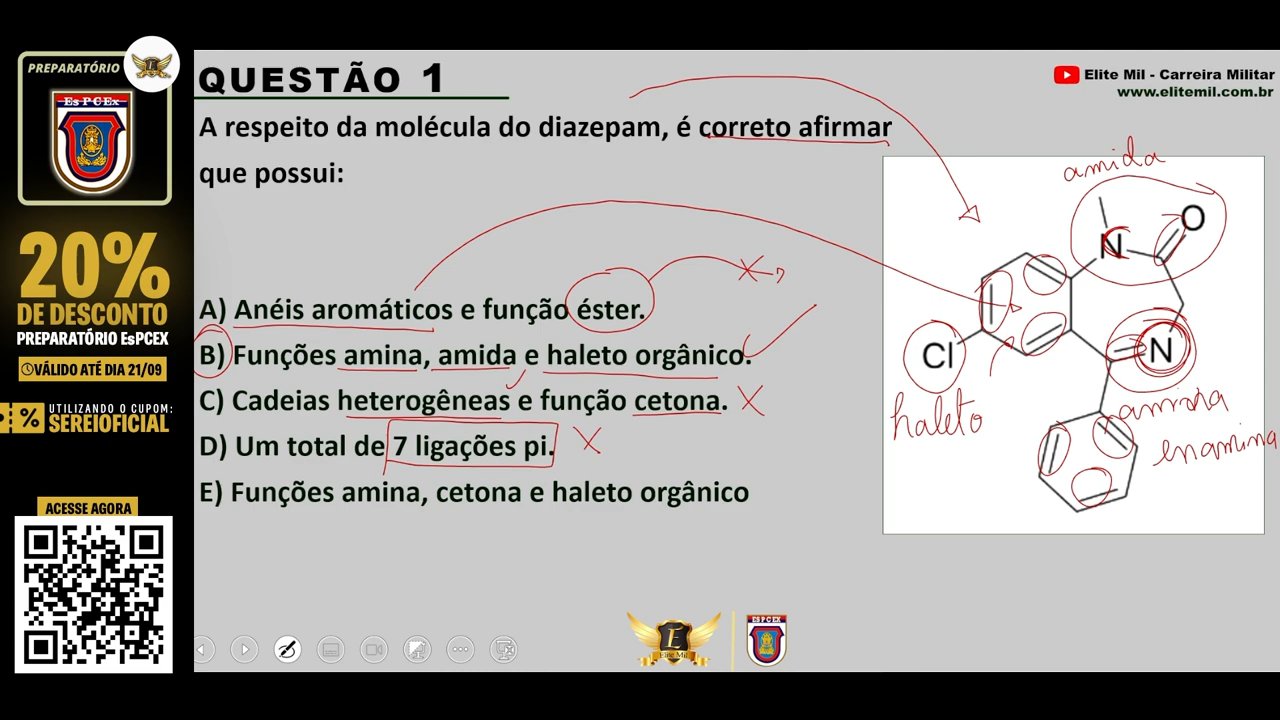 PREPARATÓRIO
EsPCEx
20%
DE DESCONTO
PREPARATÓRIO EsPCEX
VÁLIDO ATÉ DIA 21/09
%
UTILIZANDO O CUPOM:
SEREIOFICIAL
ACESSE AGORA
QUESTÃO 1
Elite Mil - Carreira Militar
www.elitemil.com.br
A respeito da molécula do diazepam, é correto afirmar
que possui:
A) Anéis aromáticos e função éster.
B) Funções amina, amida e haleto orgânico.
C) Cadeias heterogêneas e função cetona.
D) Um total de 7 ligações pi.
E) Funções amina, cetona e haleto orgânico
amida
O
N
Cl
N
haleto
enamina
E
Elite Mil
ESPCEX